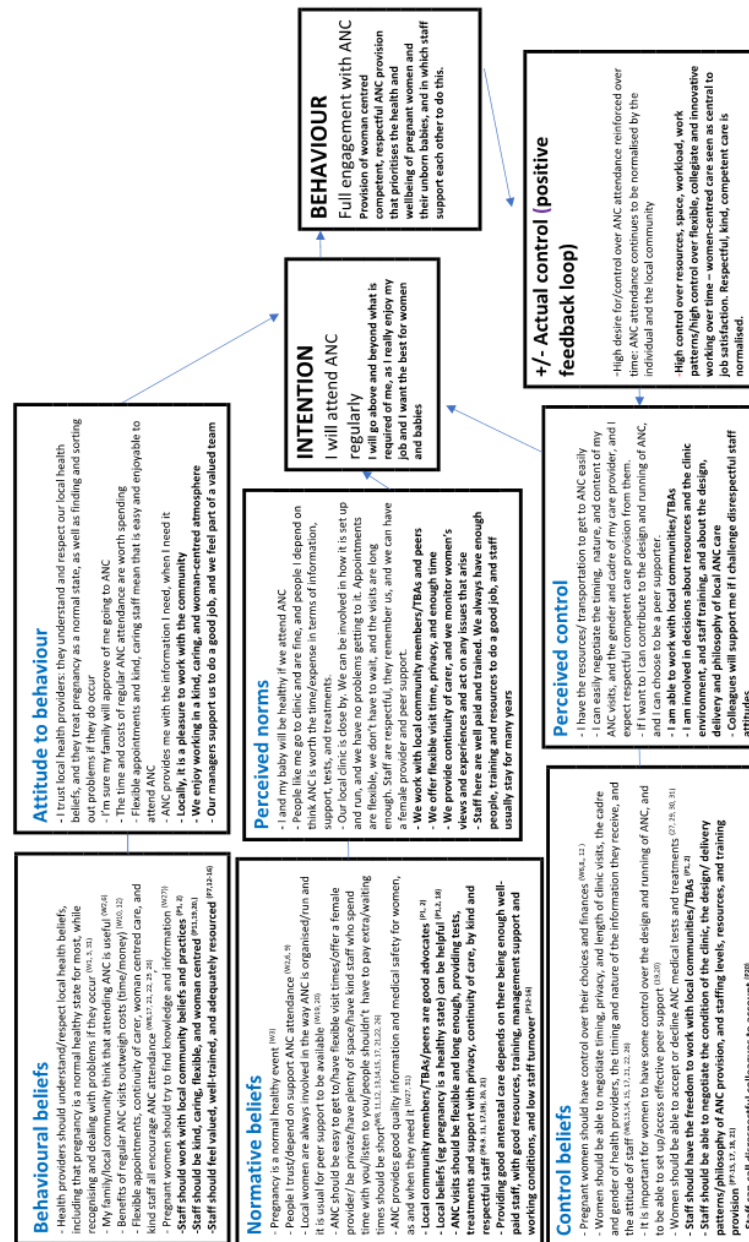 Behavioural beliefs
- Health providers should understand/respect local health beliefs,
including that pregnancy is a normal healthy state for most, while
recognising and dealing with problems if they occur (W1, 3, 31)
- My family/local community think that attending ANC is useful (W2,6)
- Benefits of regular ANC visits outweigh costs (time/money) (W10, 12)
- Flexible appointments, continuity of carer, woman centred care, and
kind staff all encourage ANC attendance
- Pregnant women should try to find knowledge and information (W27))
-Staff should work with local community beliefs and practices (P1, 2)
-Staff should be kind, caring, flexible, and woman centred (P11,19,20,)
-Staff should feel valued, well-trained, and adequately resourced (P7,12-16)
Attitude to behaviour
- I trust local health providers: they understand and respect our local health
beliefs, and they treat pregnancy as a normal state, as well as finding and sorting
out problems if they do occur
- I'm sure my family will approve of me going to ANC
- The time and costs of regular ANC attendance are worth spending
- Flexible appointments and kind, caring staff mean that is easy and enjoyable to
attend ANC
- ANC provides me with the information I need, when I need it
- Locally, it is a pleasure to work with the community
- We enjoy working in a kind, caring, and woman-centred atmosphere
- Our managers support us to do a good job, and we feel part of a valued team
Normative beliefs
- Pregnancy is a normal healthy event (W3)
- People I trust/depend on support ANC attendance (W2,6, 9)
- Local women are always involved in the way ANC is organised/run and
it is usual for peer support to be available (W19, 20)
- ANC should be easy to get to/have flexible visit times/offer a female
provider/ be private/have plenty of space/have kind staff who spend
time with you/listen to you/people shouldn't have to pay extra/waiting
times should be short
- ANC provides good quality information and medical safety for women,
as and when they need it (W27, 31)
- Local community members/TBAs/peers are good advocates (P1, 2)
- Local beliefs (eg pregnancy is a healthy state) can be helpful (P1,2, 18)
- ANC visits should be flexible and long enough, providing tests,
treatments and support with privacy, continuity of care, by kind and
respectful staff
- Providing good antenatal care depends on there being enough well-
paid staff, with good resources, training, management support and
working conditions, and low staff turnover (P12-16)
Perceived norms
- I and my baby will be healthy if we attend ANC
- People like me go to clinic and are fine, and people I depend on
think ANC is worth the time/expense in terms of information,
support, tests, and treatments.
- Our local clinic is close by. We can be involved in how it is set up
and run, and we have no problems getting to it. Appointments
are flexible, we don't have to wait, and the visits are long
enough. Staff are respectful, they remember us, and we can have
a female provider and peer support.
- We work with local community members/TBAs and peers
- We offer flexible visit time, privacy, and enough time
- We provide continuity of carer, and we monitor women's
views and experiences and act on any issues that arise
- Staff here are well paid and trained. We always have enough
people, training and resources to do a good job, and staff
usually stay for many years
INTENTION
I will attend ANC
regularly
I will go above and beyond what is
required of me, as I really enjoy my
job and I want the best for women
and babies
BEHAVIOUR
Full engagement with ANC
Provision of woman centred
competent, respectful ANC provision
that prioritises the health and
wellbeing of pregnant women and
their unborn babies, and in which staff
support each other to do this.
Control beliefs
- Pregnant women should have control over their choices and finances
- Women should be able to negotiate timing, privacy, and length of clinic visits, the cadre
and gender of health providers, the timing and nature of the information they receive, and
the attitude of staff
- It is important for women to have some control over the design and running of ANC, and
to be able to set up/access effective peer support (19,20)
- Women should be able to accept or decline ANC medical tests and treatments (27, 29, 30, 31)
- Staff should have the freedom to work with local communities/TBAs (P1, 2)
- Staff should be able to negotiate the condition of the clinic, the design/ delivery
patterns/philosophy of ANC provision, and staffing levels, resources, and training
provision
Perceived control
- I have the resources/ transportation to get to ANC easily
- I can easily negotiate the timing, nature, and content of my
ANC visits, and the gender and cadre of my care provider, and I
expect respectful competent care provision from them.
- If I want to I can contribute to the design and running of ANC,
and I can choose to be a peer supporter.
- I am able to work with local communities/TBAs
- I am involved in decisions about resources and the clinic
environment, and staff training, and about the design,
delivery and philosophy of local ANC care
- Colleagues will support me if I challenge disrespectful staff
attitudes
+/- Actual control (positive
feedback loop)
-High desire for/control over ANC attendance reinforced over
time: ANC attendance continues to be normalised by the
individual and the local community
-High control over resources, space, workload, work
patterns/high control over flexible, collegiate and innovative
working over time – women-centred care seen as central to
job satisfaction. Respectful, kind, competent care is
normalised.